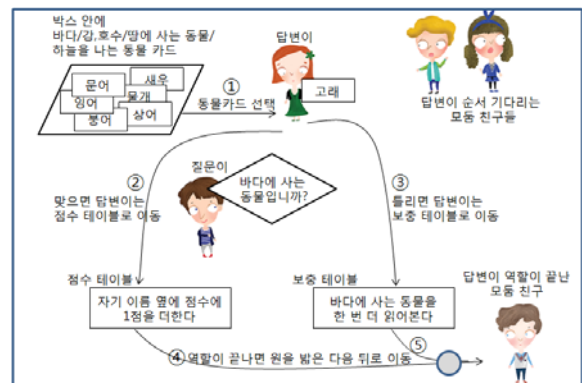 박스 안에
바다/강,호수/땅에 사는 동물/
하늘을 나는 동물 카드
문어
새우
잉어
물개
붕어
상어
①
동물카드 선택
답변이
고래
답변이 순서 기다리는
모둠 친구들
②
맞으면 답변이는
점수 테이블로 이동
질문이
바다에 사는
동물입니까?
③
틀리면 답변이는
보충 테이블로 이동
점수 테이블
자기 이름 옆에 점수에
1점을 더한다
보충 테이블
바다에 사는 동물을
한 번 더 읽어본다
답변이 역할이 끝난
모둠 친구
⑤
④ 역할이 끝나면 원을 밟은 다음 뒤로 이동